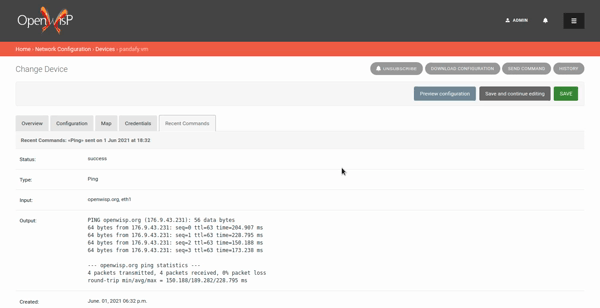 OpenWISP
ADMIN
Home › Network Configuration › Devices › pandafy.vm
Change Device
UNSUBSCRIBE
DOWNLOAD CONFIGURATION
SEND COMMAND
HISTORY
Preview configuration
Save and continue editing
SAVE
Overview
Configuration
Map
Credentials
Recent Commands
Recent Commands: «Ping» sent on 1 Jun 2021 at 18:32
Status:
success
Type:
Ping
Input:
openwisp.org, eth1
Output:
PING openwisp.org (176.9.43.231): 56 data bytes
64 bytes from 176.9.43.231: seq=0 ttl=63 time=204.907 ms
64 bytes from 176.9.43.231: seq=1 ttl=63 time=228.795 ms
64 bytes from 176.9.43.231: seq=2 ttl=63 time=150.188 ms
64 bytes from 176.9.43.231: seq=3 ttl=63 time=173.238 ms
--- openwisp.org ping statistics ---
4 packets transmitted, 4 packets received, 0% packet loss
round-trip min/avg/max = 150.188/189.282/228.795 ms
Created:
June. 01, 2021 06:32 p.m.